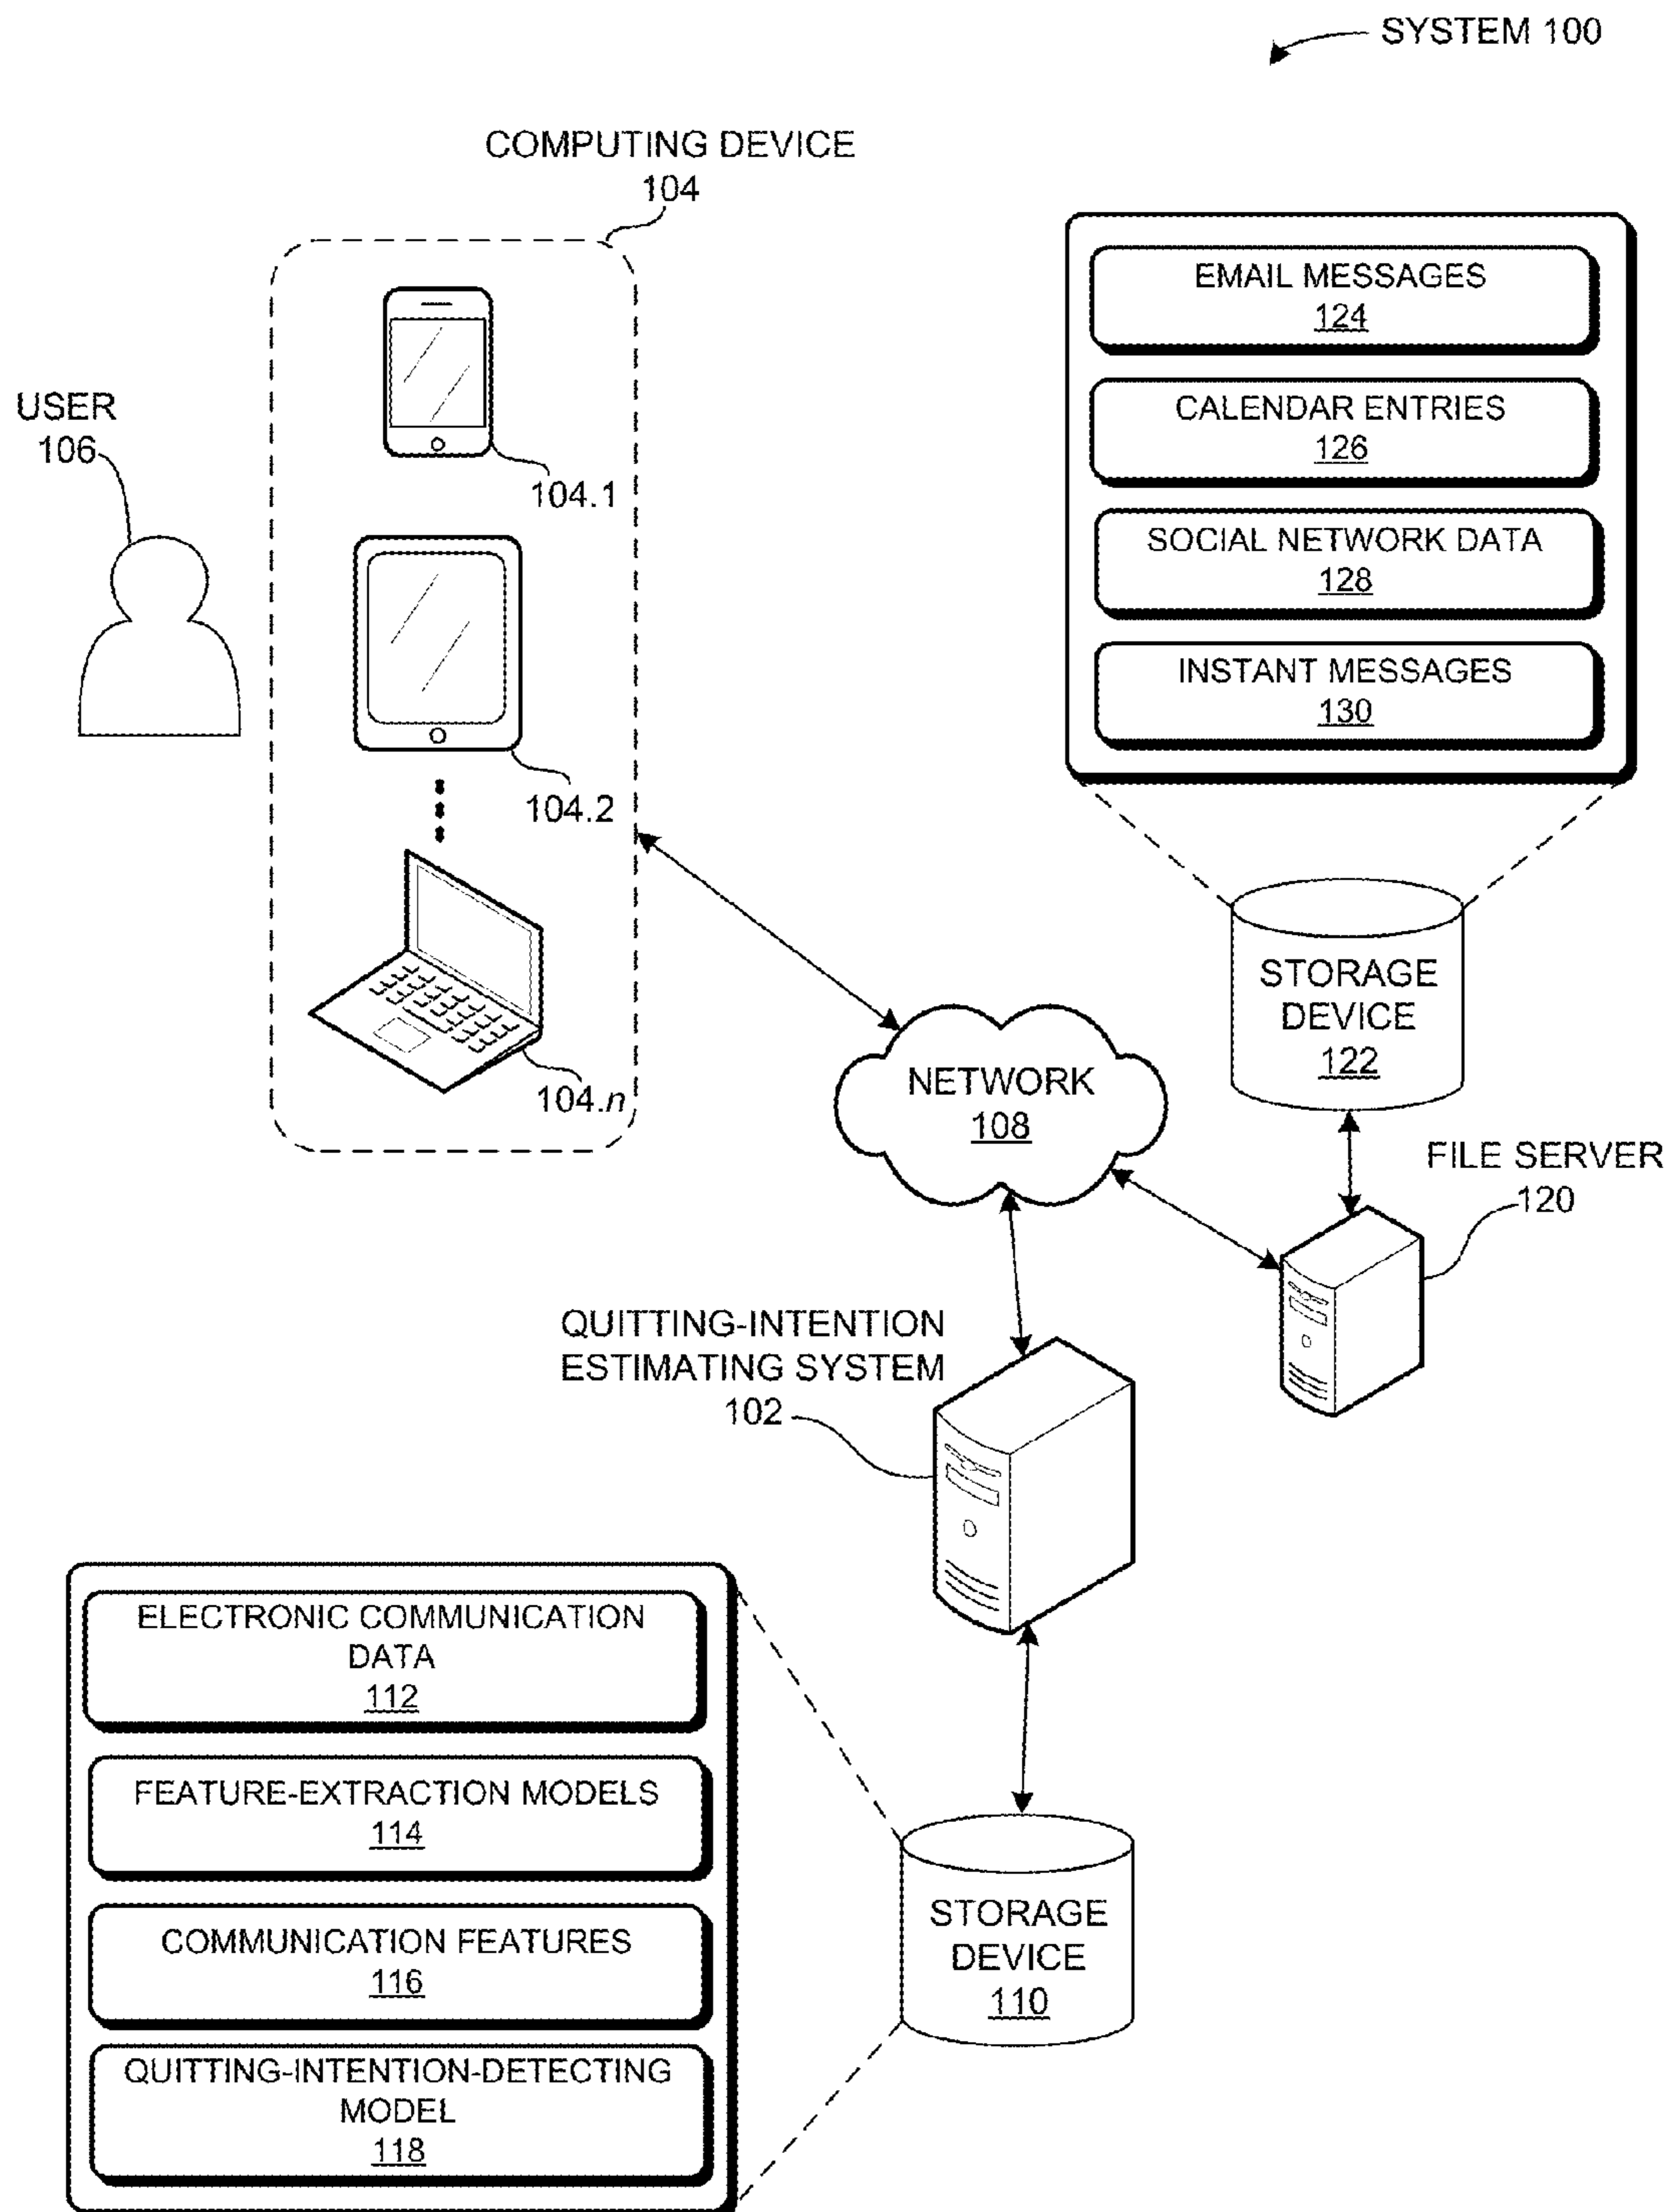 SYSTEM 100
COMPUTING DEVICE
104
USER
106
104.1
104.2
104.n
EMAIL MESSAGES
124
CALENDAR ENTRIES
126
SOCIAL NETWORK DATA
128
INSTANT MESSAGES
130
STORAGE
DEVICE
122
NETWORK
108
FILE SERVER
120
QUITTING-INTENTION
ESTIMATING SYSTEM
102
ELECTRONIC COMMUNICATION
DATA
112
FEATURE-EXTRACTION MODELS
114
COMMUNICATION FEATURES
116
QUITTING-INTENTION-DETECTING
MODEL
118
STORAGE
DEVICE
110